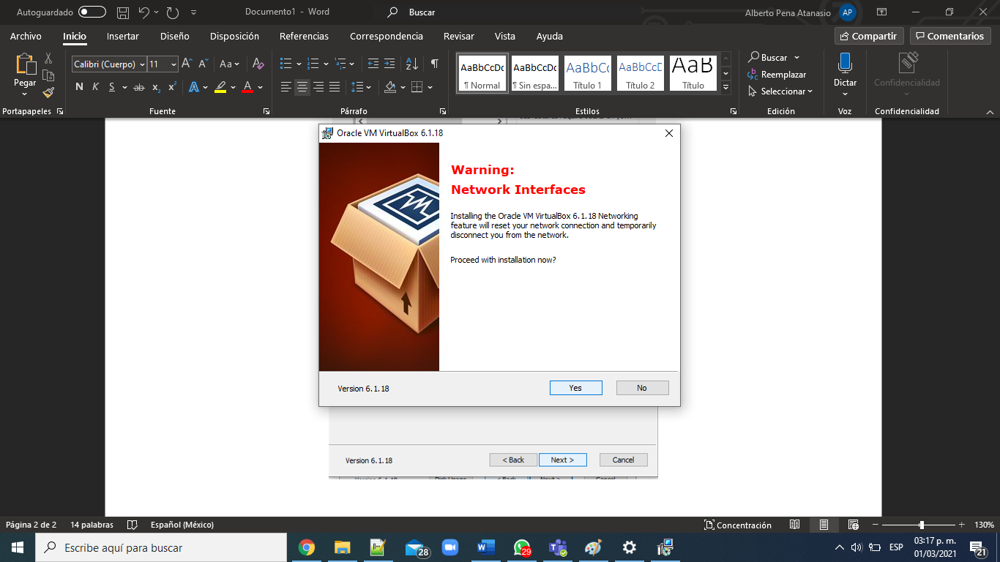 Autoguardado
Documento1 - Word
Buscar
Alberto Pena Atanasio
AP
Archivo
Inicio
Insertar
Diseño
Disposición
Referencias
Correspondencia
Revisar
Vista
Ayuda
Compartir
Comentarios
Pegar
Portapapeles
Calibri (Cuerpo)
11
Aa
N K S ab x₂ x²
A
A
Fuente
Párrafo
AaBbCcDc
¶ Normal
AaBbCcDc
¶ Sin espa...
AaBbCc
Título 1
AaBbCcD
Título 2
AaB
Título
Estilos
Buscar
Reemplazar
Seleccionar
Edición
Dictar
Voz
Confidencialidad
Confidencialidad
Oracle VM VirtualBox 6.1.18
Warning:
Network Interfaces
Installing the Oracle VM VirtualBox 6.1.18 Networking
feature will reset your network connection and temporarily
disconnect you from the network.
Proceed with installation now?
Version 6.1.18
Yes
No
Version 6.1.18
< Back
Next >
Cancel
Página 2 de 2
14 palabras
Español (México)
Concentración
130%
Escribe aquí para buscar
28
29
ESP
03:17 p. m.
01/03/2021
21